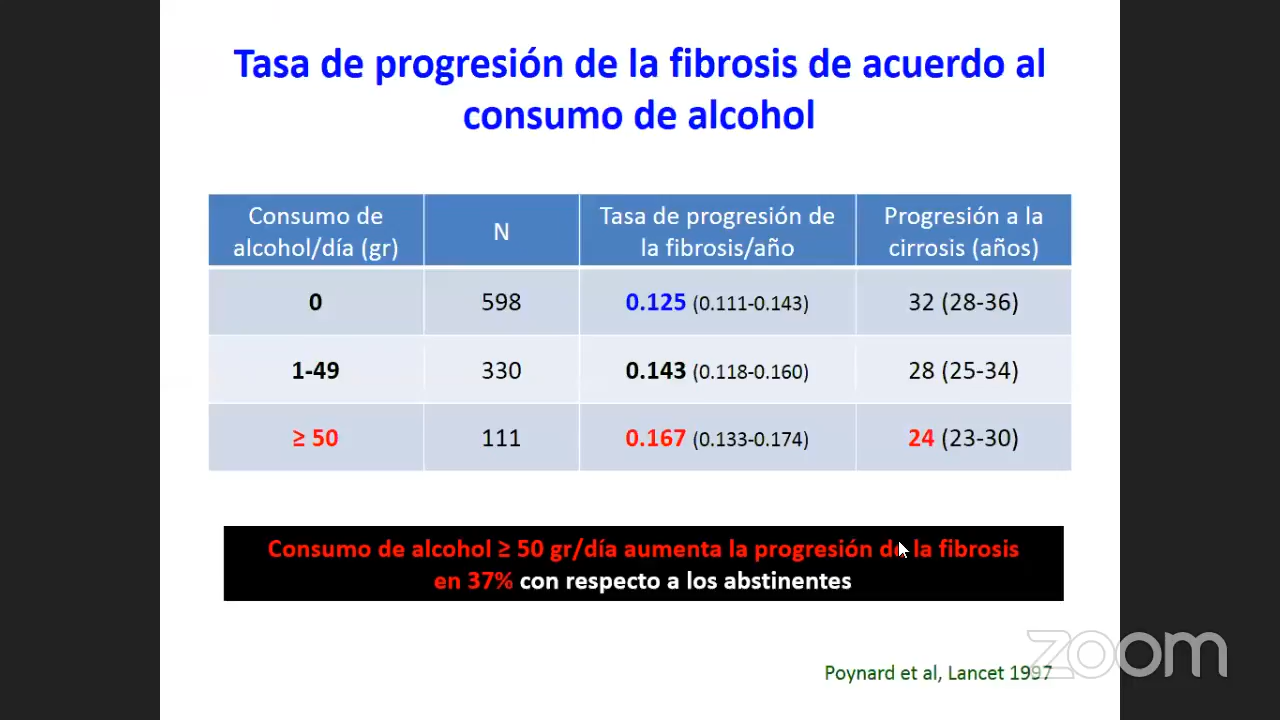 Tasa de progresión de la fibrosis de acuerdo al
consumo de alcohol
Consumo de
alcohol/día (gr)
N
Tasa de progresión de
la fibrosis/año
Progresión a la
cirrosis (años)
0
598
0.125 (0.111-0.143)
32 (28-36)
1-49
330
0.143 (0.118-0.160)
28 (25-34)
≥ 50
111
0.167 (0.133-0.174)
24 (23-30)
Consumo de alcohol ≥ 50 gr/día aumenta la progresión de la fibrosis
en 37% con respecto a los abstinentes
zoom
Poynard et al, Lancet 1997